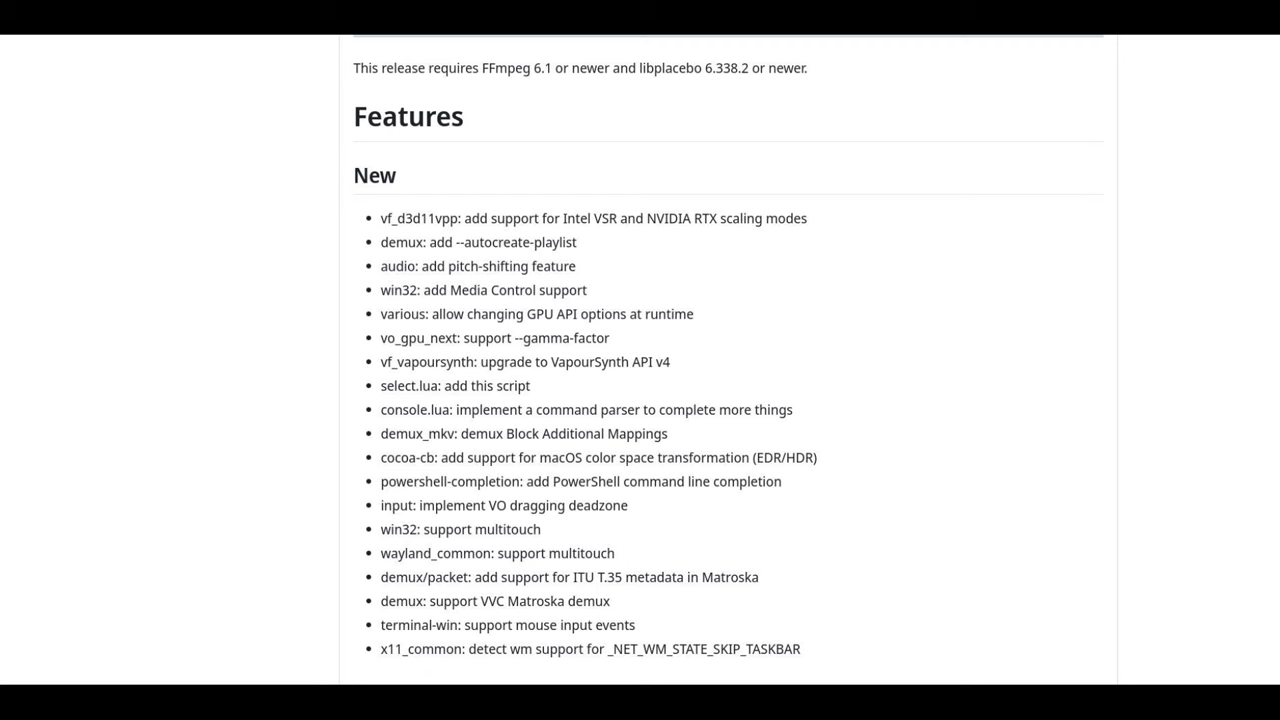 This release requires FFmpeg 6.1 or newer and libplacebo 6.338.2 or newer.
Features
New
vf_d3d11vpp: add support for Intel VSR and NVIDIA RTX scaling modes
demux: add --autocreate-playlist
audio: add pitch-shifting feature
win32: add Media Control support
various: allow changing GPU API options at runtime
vo_gpu_next: support --gamma-factor
vf_vapoursynth: upgrade to VapourSynth API v4
select.lua: add this script
console.lua: implement a command parser to complete more things
demux_mkv: demux Block Additional Mappings
cocoa-cb: add support for macOS color space transformation (EDR/HDR)
powershell-completion: add PowerShell command line completion
input: implement VO dragging deadzone
win32: support multitouch
wayland_common: support multitouch
demux/packet: add support for ITU T.35 metadata in Matroska
demux: support VVC Matroska demux
terminal-win: support mouse input events
x11_common: detect wm support for _NET_WM_STATE_SKIP_TASKBAR